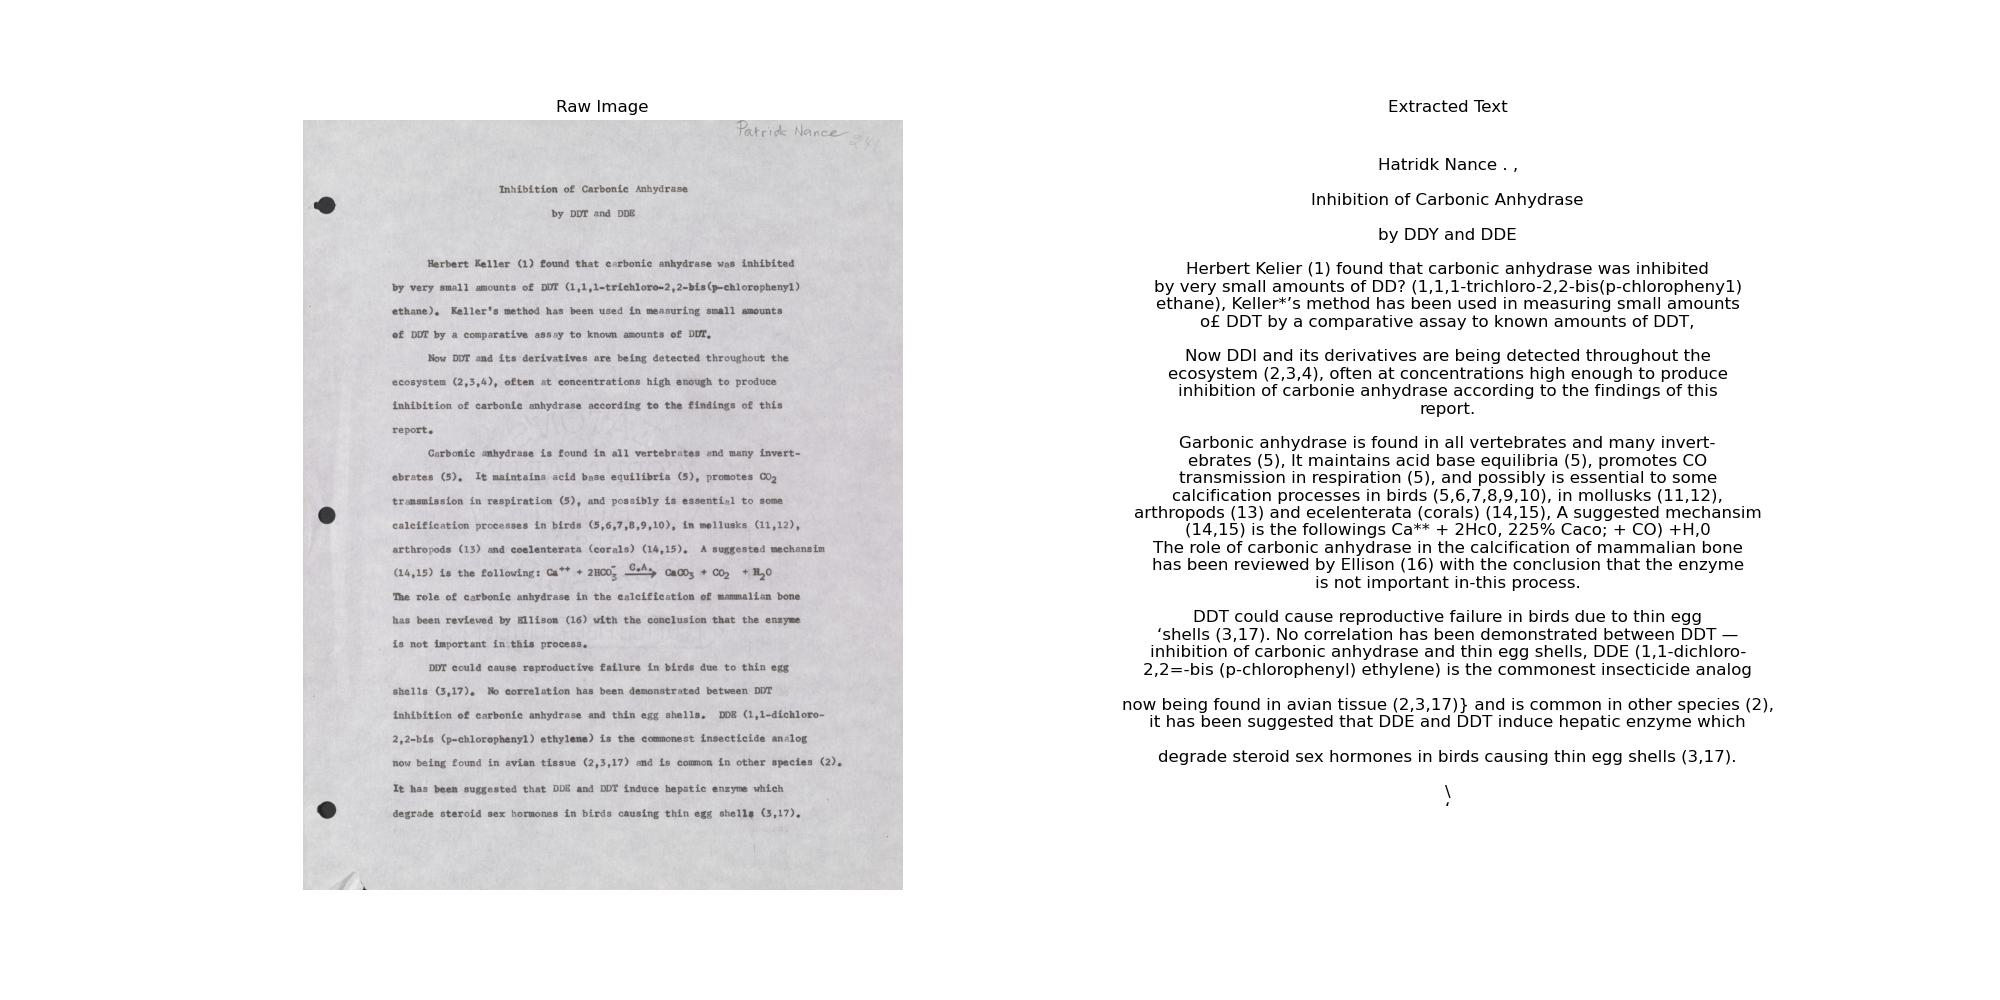 Raw Image
Patrick Nance 241
Inhibition of Carbonic Anhydrase
by DDT and DDE
Herbert Keller (1) found that carbonic anhydrase was inhibited
by very small amounts of DDT (1,1,1-trichloro-2,2-bis(p-chlorophenyl)
ethane). Keller's method has been used in measuring small amounts
of DDT by a comparative assay to known amounts of DDT.
Now DDT and its derivatives are being detected throughout the
ecosystem (2,3,4), often at concentrations high enough to produce
inhibition of carbonic anhydrase according to the findings of this
report.
Carbonic anhydrase is found in all vertebrates and many invert-
ebrates (5). It maintains acid base equilibria (5), promotes CO₂
transmission in respiration (5), and possibly is essential to some
calcification processes in birds (5,6,7,8,9,10), in mollusks (11,12),
arthropods (13) and coelenterata (corals) (14,15). A suggested mechansim
(14,15) is the following: Ca⁺⁺ + 2HCO₃⁻ C.A. → CaCO₃ + CO₂ + H₂O
The role of carbonic anhydrase in the calcification of mammalian bone
has been reviewed by Ellison (16) with the conclusion that the enzyme
is not important in this process.
DDT could cause reproductive failure in birds due to thin egg
shells (3,17). No correlation has been demonstrated between DDT
inhibition of carbonic anhydrase and thin egg shells. DDE (1,1-dichloro-
2,2-bis (p-chlorophenyl) ethylene) is the commonest insecticide analog
now being found in avian tissue (2,3,17) and is common in other species (2).
It has been suggested that DDE and DDT induce hepatic enzyme which
degrade steroid sex hormones in birds causing thin egg shells (3,17).
Extracted Text
Hatridk Nance . ,
Inhibition of Carbonic Anhydrase
by DDY and DDE
Herbert Kelier (1) found that carbonic anhydrase was inhibited
by very small amounts of DD? (1,1,1-trichloro-2,2-bis(p-chloropheny1)
ethane), Keller*’s method has been used in measuring small amounts
o£ DDT by a comparative assay to known amounts of DDT,
Now DDI and its derivatives are being detected throughout the
ecosystem (2,3,4), often at concentrations high enough to produce
inhibition of carbonie anhydrase according to the findings of this
report.
Garbonic anhydrase is found in all vertebrates and many invert-
ebrates (5), It maintains acid base equilibria (5), promotes CO
transmission in respiration (5), and possibly is essential to some
calcification processes in birds (5,6,7,8,9,10), in mollusks (11,12),
arthropods (13) and ecelenterata (corals) (14,15), A suggested mechansim
(14,15) is the followings Ca** + 2Hc0, 225% Caco; + CO) +H,0
The role of carbonic anhydrase in the calcification of mammalian bone
has been reviewed by Ellison (16) with the conclusion that the enzyme
is not important in-this process.
DDT could cause reproductive failure in birds due to thin egg
‘shells (3,17). No correlation has been demonstrated between DDT —
inhibition of carbonic anhydrase and thin egg shells, DDE (1,1-dichloro-
2,2=-bis (p-chlorophenyl) ethylene) is the commonest insecticide analog
now being found in avian tissue (2,3,17)} and is common in other species (2),
it has been suggested that DDE and DDT induce hepatic enzyme which
degrade steroid sex hormones in birds causing thin egg shells (3,17).
\
‘